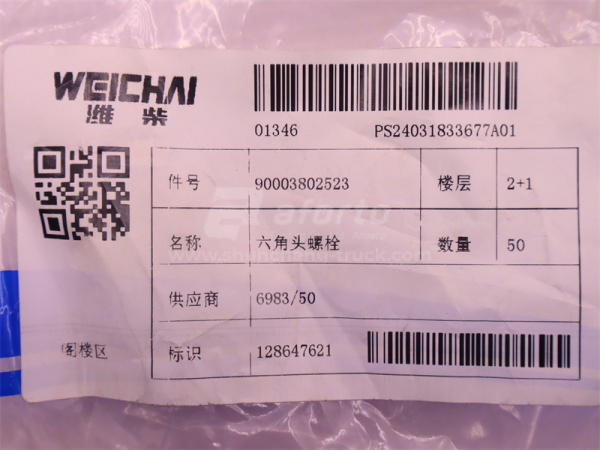 WEICHAI
潍柴
01346 PS24031833677A01
件号 90003802523 楼层 2+1
aforto
名称 六角头螺栓 数量 50
供应商 6983/50
阁楼区 标识 128647621